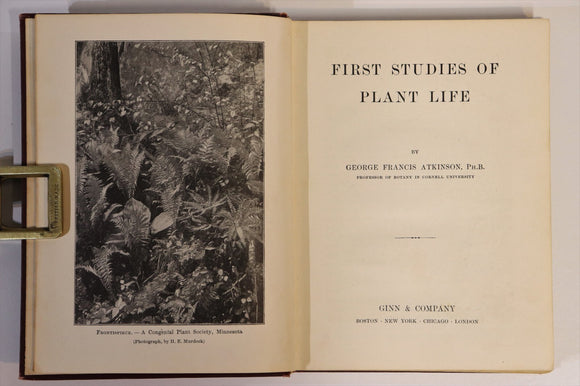 Frontispiece. — A Congenial Plant Society, Minnesota
(Photograph, by H. E. Murdock)
FIRST STUDIES OF
PLANT LIFE
BY
GEORGE FRANCIS ATKINSON, Ph.B.
PROFESSOR OF BOTANY IN CORNELL UNIVERSITY
GINN & COMPANY
BOSTON · NEW YORK · CHICAGO · LONDON